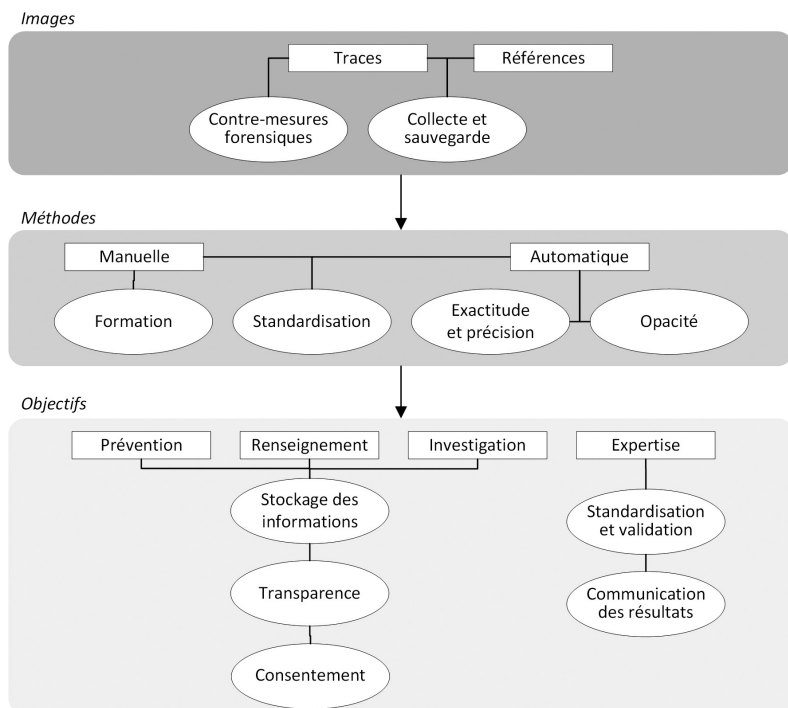 Images
Traces
Références
Contre-mesures
forensiques
Collecte et
sauvegarde
Méthodes
Manuelle
Automatique
Formation
Standardisation
Exactitude
et précision
Opacité
Objectifs
Prévention
Renseignement
Investigation
Expertise
Stockage des
informations
Standardisation
et validation
Transparence
Communication
des résultats
Consentement